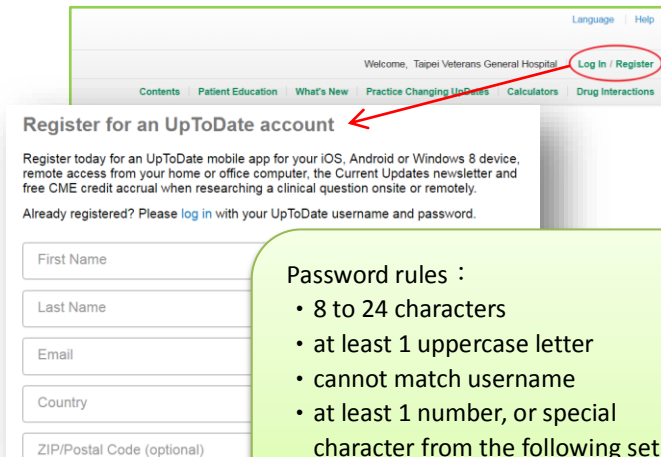 Language | Help
Welcome, Taipei Veterans General Hospital Log In / Register
Contents | Patient Education | What's New | Practice Changing UpDates | Calculators | Drug Interactions
Register for an UpToDate account
Register today for an UpToDate mobile app for your iOS, Android or Windows 8 device,
remote access from your home or office computer, the Current Updates newsletter and
free CME credit accrual when researching a clinical question onsite or remotely.
Already registered? Please log in with your UpToDate username and password.
First Name
Last Name
Email
Country
ZIP/Postal Code (optional)
Password rules：
・8 to 24 characters
・at least 1 uppercase letter
・cannot match username
・at least 1 number, or special
character from the following set